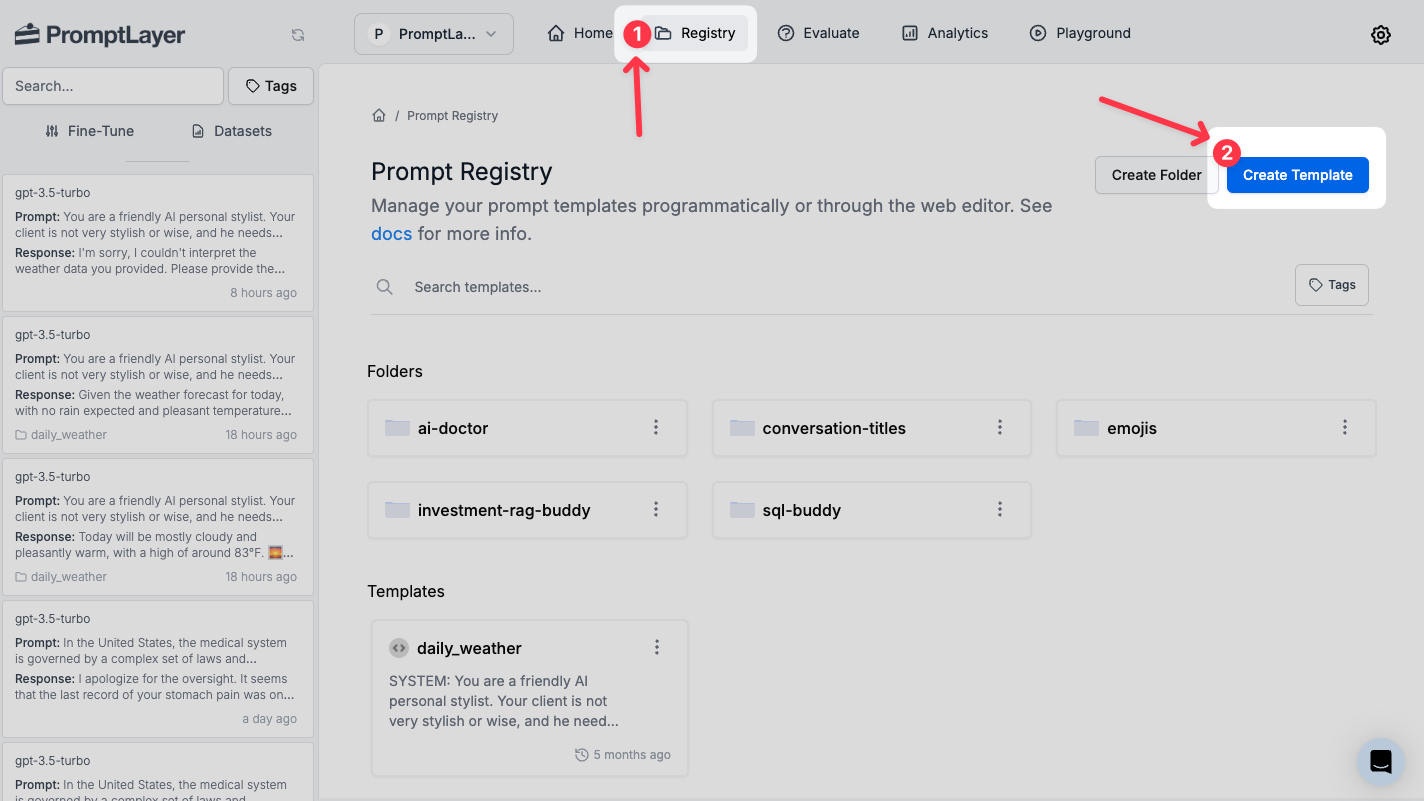 PromptLayer
P PromptLa...
Home
1
Registry
Evaluate
Analytics
Playground
Search...
Tags
Fine-Tune
Datasets
gpt-3.5-turbo
Prompt: You are a friendly AI personal stylist. Your
client is not very stylish or wise, and he needs...
Response: I'm sorry, I couldn't interpret the
weather data you provided. Please provide the...
8 hours ago
gpt-3.5-turbo
Prompt: You are a friendly AI personal stylist. Your
client is not very stylish or wise, and he needs...
Response: Given the weather forecast for today,
with no rain expected and pleasant temperature...
daily_weather 18 hours ago
gpt-3.5-turbo
Prompt: You are a friendly AI personal stylist. Your
client is not very stylish or wise, and he needs...
Response: Today will be mostly cloudy and
pleasantly warm, with a high of around 83°F. 🌇...
daily_weather 18 hours ago
gpt-3.5-turbo
Prompt: In the United States, the medical system
is governed by a complex set of laws and...
Response: I apologize for the oversight. It seems
that the last record of your stomach pain was on...
a day ago
gpt-3.5-turbo
Prompt: In the United States, the medical system
is governed by a complex set of laws and...
/ Prompt Registry
Prompt Registry
Manage your prompt templates programmatically or through the web editor. See
docs for more info.
Create Folder
2
Create Template
Search templates...
Tags
Folders
ai-doctor
conversation-titles
emojis
investment-rag-buddy
sql-buddy
Templates
daily_weather
SYSTEM: You are a friendly AI
personal stylist. Your client is not
very stylish or wise, and he need...
5 months ago